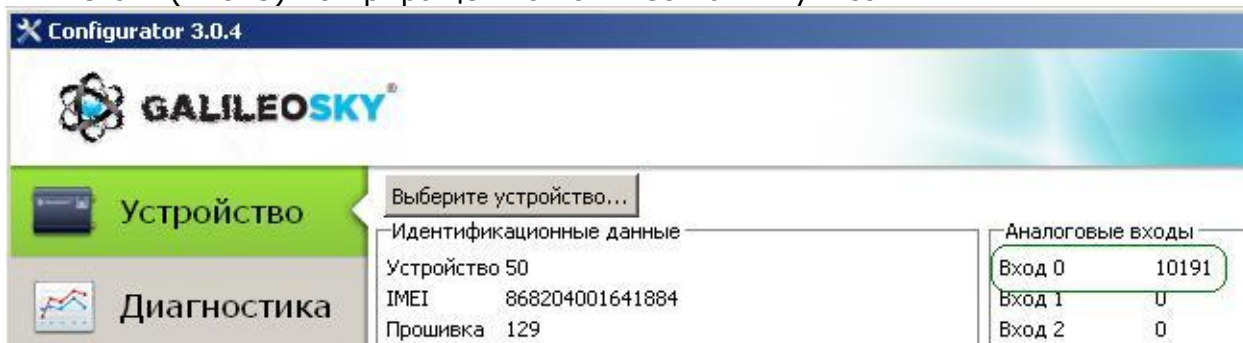 Configurator 3.0.4
GALILEOSKY®
Устройство
Диагностика
Выберите устройство...
Идентификационные данные
Устройство 50
IMEI 868204001641884
Прошивка 129
Аналоговые входы
Вход 0 10191
Вход 1 0
Вход 2 0